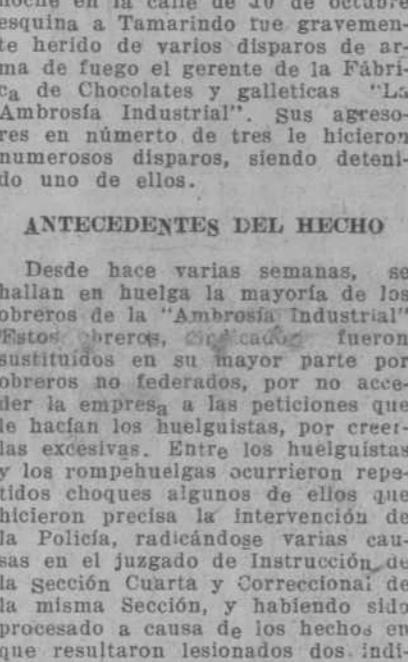 noche en la calle de 10 de octubre
esquina a Tamarindo fue gravemen-
te herido de varios disparos de ar-
ma de fuego el gerente de la Fábri-
ca de Chocolates y galleticas "La
Ambrosía Industrial". Sus agreso-
res en númerto de tres le hicieron
numerosos disparos, siendo deteni-
do uno de ellos.
ANTECEDENTES DEL HECHO
Desde hace varias semanas, se
hallan en huelga la mayoría de los
obreros de la "Ambrosía Industrial"
Estos obreros, sindicados fueron
sustituídos en su mayor parte por
obreros no federados, por no acce-
der la empresa a las peticiones que
le hacían los huelguistas, por creer-
las excesivas. Entre los huelguistas
y los rompehuelgas ocurrieron repe-
tidos choques algunos de ellos que
hicieron precisa la intervención de
la Policía, radicándose varias cau-
sas en el juzgado de Instrucción de
la Sección Cuarta y Correccional de
la misma Sección, y habiendo sido
procesado a causa de los hechos en
que resultaron lesionados dos indi-